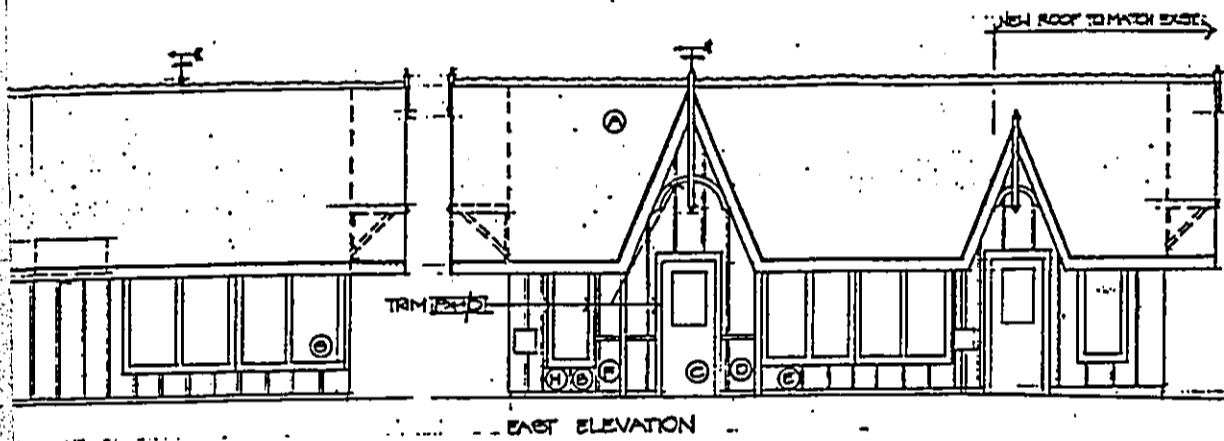 NEW ROOF TO MATCH EXIST.
A
TRIM
G
H B F C D E
EAST ELEVATION